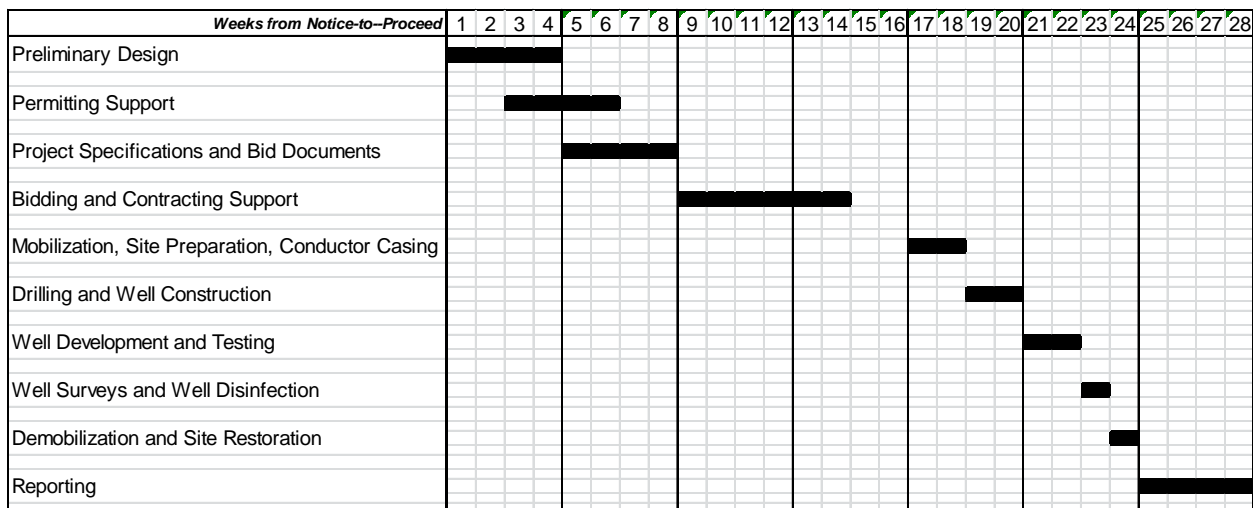 Weeks from Notice-to--Proceed 1 2 3 4 5 6 7 8 9 10 11 12 13 14 15 16 17 18 19 20 21 22 23 24 25 26 27 28
Preliminary Design
Permitting Support
Project Specifications and Bid Documents
Bidding and Contracting Support
Mobilization, Site Preparation, Conductor Casing
Drilling and Well Construction
Well Development and Testing
Well Surveys and Well Disinfection
Demobilization and Site Restoration
Reporting